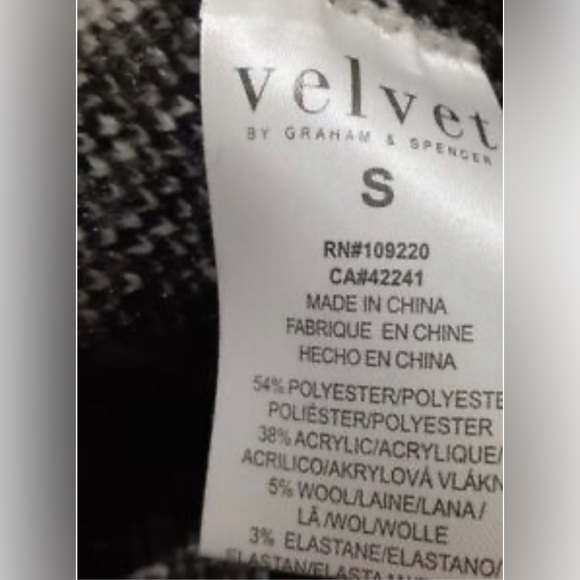 velvet
BY GRAHAM & SPENCER
S
RN#109220
CA#42241
MADE IN CHINA
FABRIQUE EN CHINE
HECHO EN CHINA
54% POLYESTER/POLYESTE
POLIÉSTER/POLYESTER
38% ACRYLIC/ACRYLIQUE/
ACRILICO/AKRYLOVÁ VLÁKN
5% WOOL/LAINE/LANA/
LÃ/WOL/WOLLE
3% ELASTANE/ELASTANO/